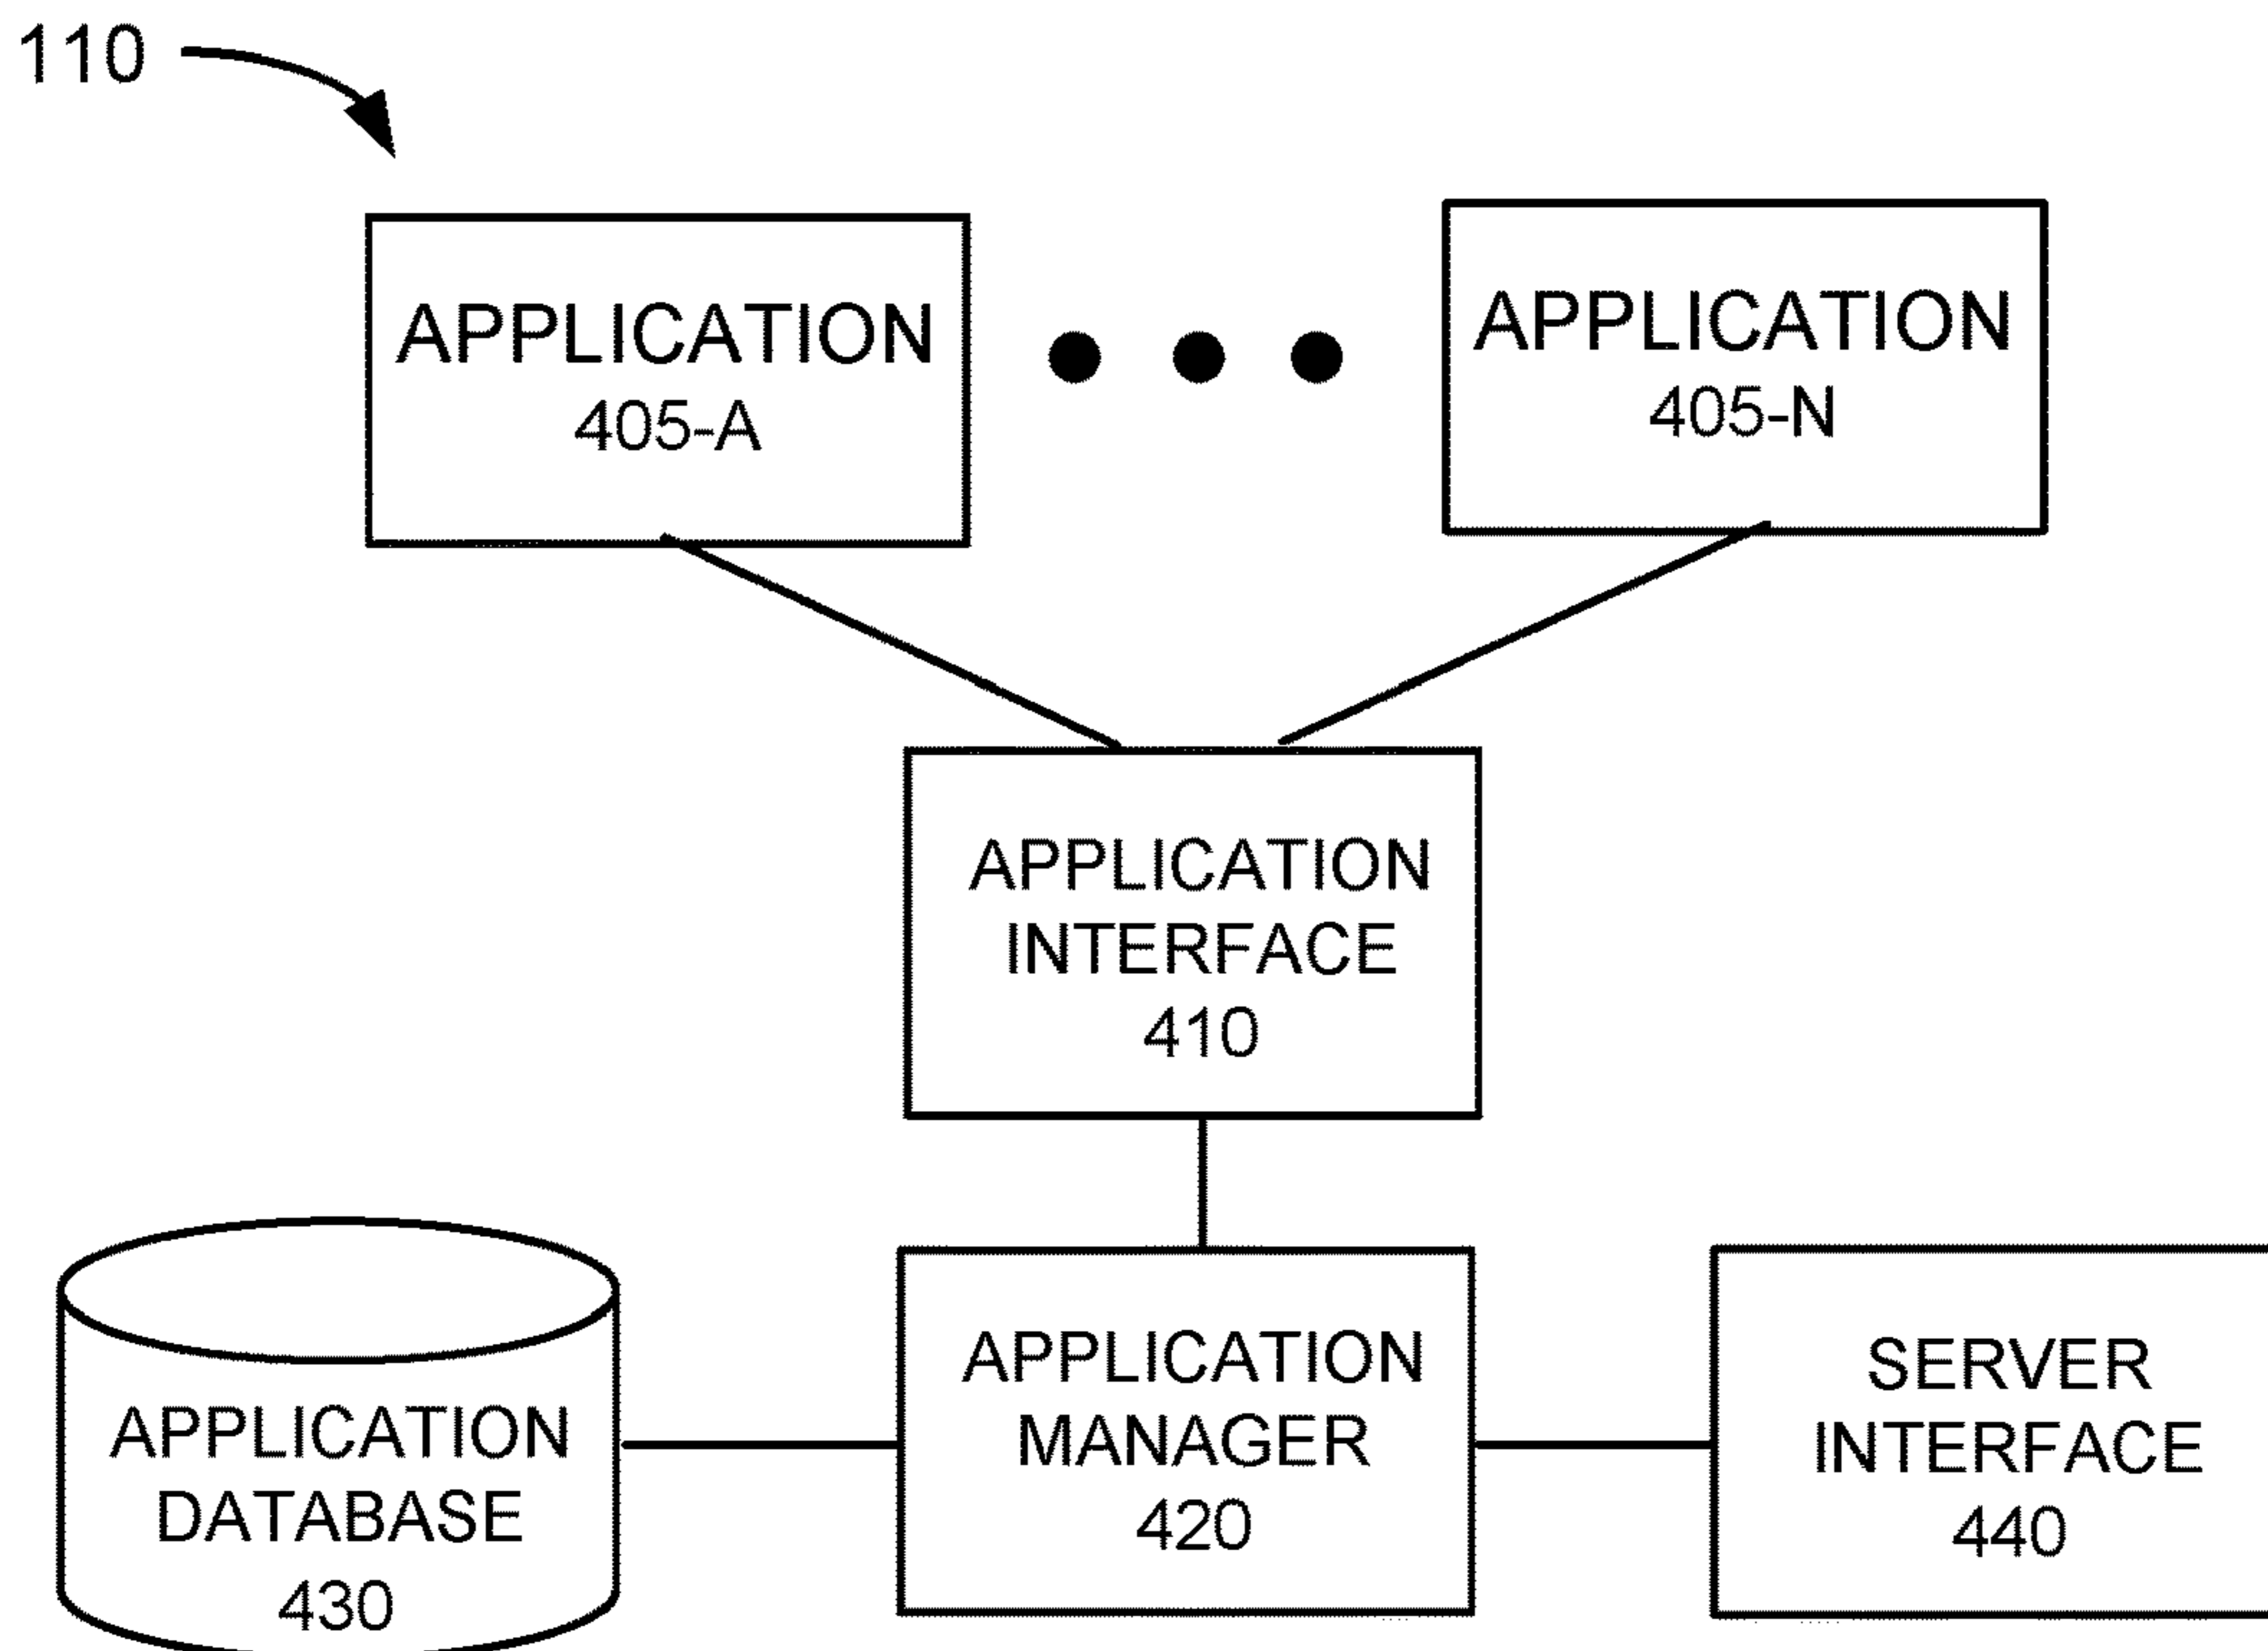 110
APPLICATION
405-A
APPLICATION
405-N
APPLICATION
INTERFACE
410
APPLICATION
DATABASE
430
APPLICATION
MANAGER
420
SERVER
INTERFACE
440